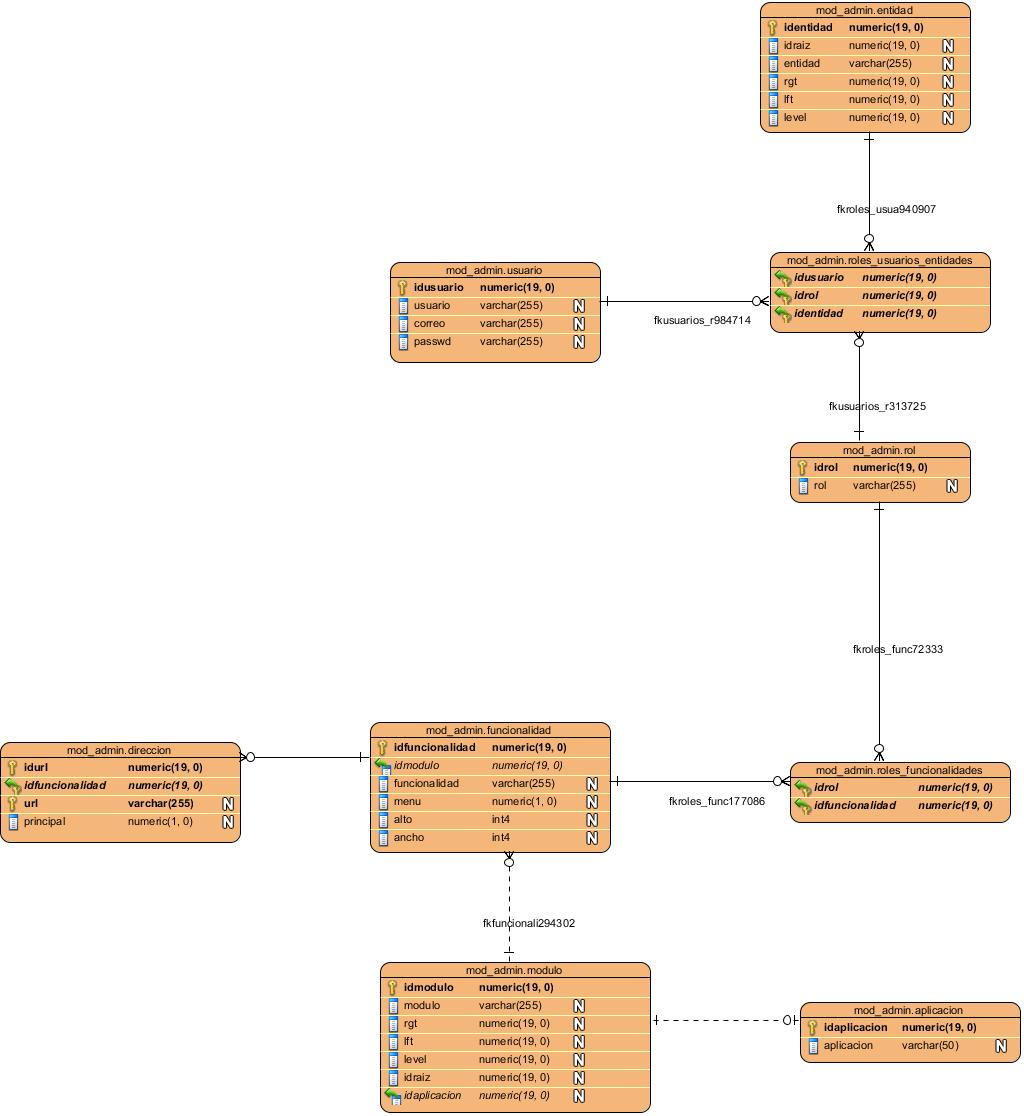 mod_admin.entidad
identidad numeric(19, 0)
idraiz numeric(19, 0) N
entidad varchar(255) N
rgt numeric(19, 0) N
lft numeric(19, 0) N
level numeric(19, 0) N
fkroles_usua940907
mod_admin.roles_usuarios_entidades
idusuario numeric(19, 0)
idrol numeric(19, 0)
identidad numeric(19, 0)
mod_admin.usuario
idusuario numeric(19, 0)
usuario varchar(255) N
correo varchar(255) N
passwd varchar(255) N
fkusuarios_r984714
fkusuarios_r313725
mod_admin.rol
idrol numeric(19, 0)
rol varchar(255) N
fkroles_func72333
mod_admin.direccion
idurl numeric(19, 0)
idfuncionalidad numeric(19, 0)
url varchar(255) N
principal numeric(1, 0) N
mod_admin.funcionalidad
idfuncionalidad numeric(19, 0)
idmodulo numeric(19, 0)
funcionalidad varchar(255) N
menu numeric(1, 0) N
alto int4 N
ancho int4 N
fkroles_func177086
mod_admin.roles_funcionalidades
idrol numeric(19, 0)
idfuncionalidad numeric(19, 0)
fkfuncionali294302
mod_admin.modulo
idmodulo numeric(19, 0)
modulo varchar(255) N
rgt numeric(19, 0) N
lft numeric(19, 0) N
level numeric(19, 0) N
idraiz numeric(19, 0) N
idaplicacion numeric(19, 0) N
mod_admin.aplicacion
idaplicacion numeric(19, 0)
aplicacion varchar(50) N